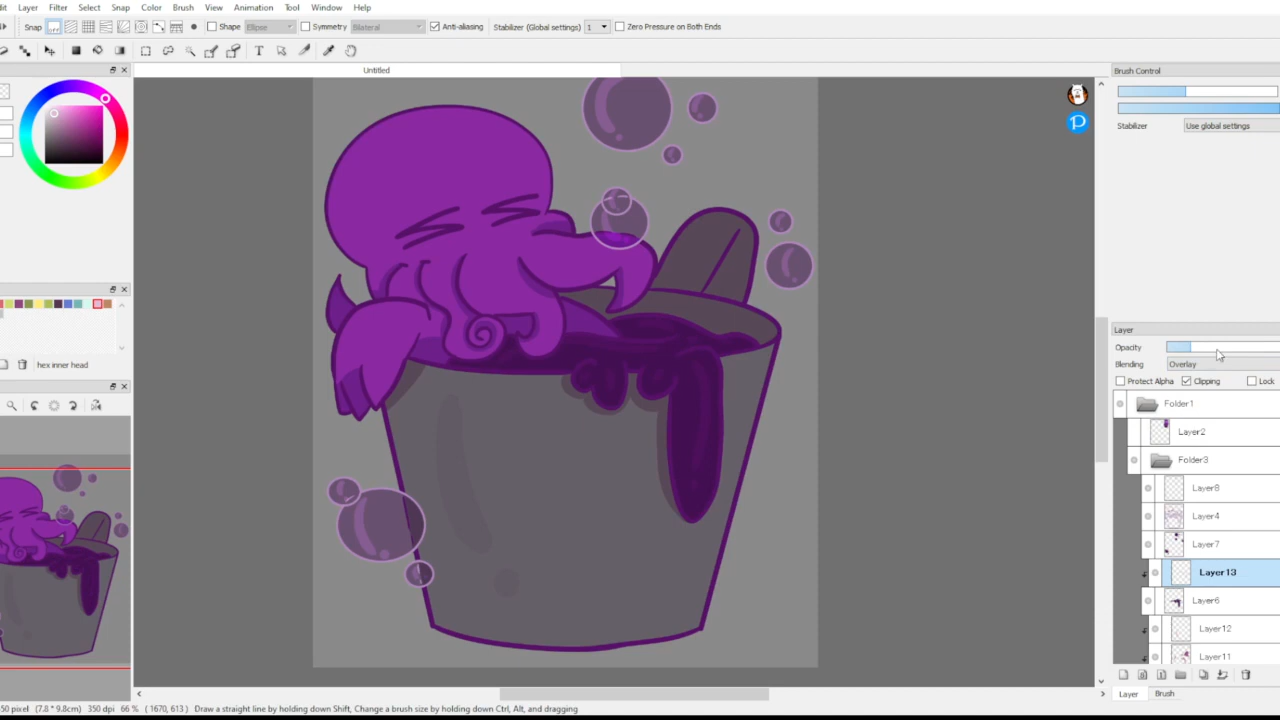 dit Layer Filter Select Color Brush View Animation Tool Window Help
Snap off Shape Ellipse Symmetry Bilateral Anti-aliasing Stabilizer (Global settings) 1 Zero Pressure on Both Ends
T
Untitled
Brush Control
Stabilizer Use global settings
P
hex inner head
Layer
Opacity
Blending Overlay
Protect Alpha Clipping Lock
Folder1
Layer2
Folder3
Layer8
Layer4
Layer7
Layer13
Layer6
Layer12
Layer11
Layer Brush
50 pixel (7.8 * 9.8cm) 350 dpi 66 % ( 1670, 613 ) Draw a straight line by holding down Shift, Change a brush size by holding down Ctrl, Alt, and dragging